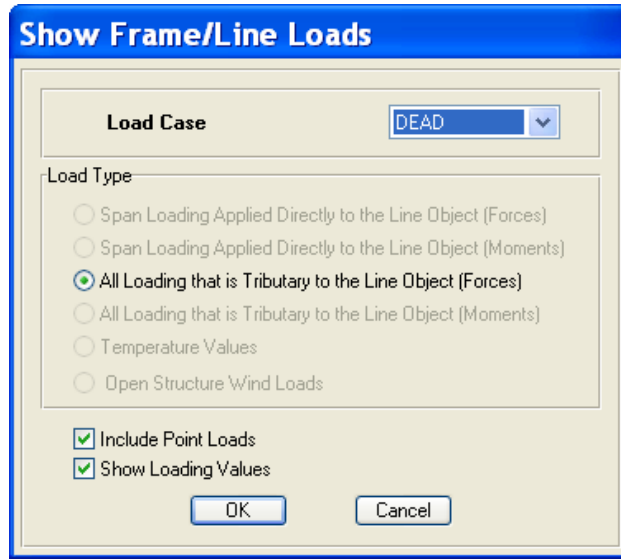 Show Frame/Line Loads
Load Case DEAD
Load Type
Span Loading Applied Directly to the Line Object (Forces)
Span Loading Applied Directly to the Line Object (Moments)
All Loading that is Tributary to the Line Object (Forces)
All Loading that is Tributary to the Line Object (Moments)
Temperature Values
Open Structure Wind Loads
Include Point Loads
Show Loading Values
OK Cancel